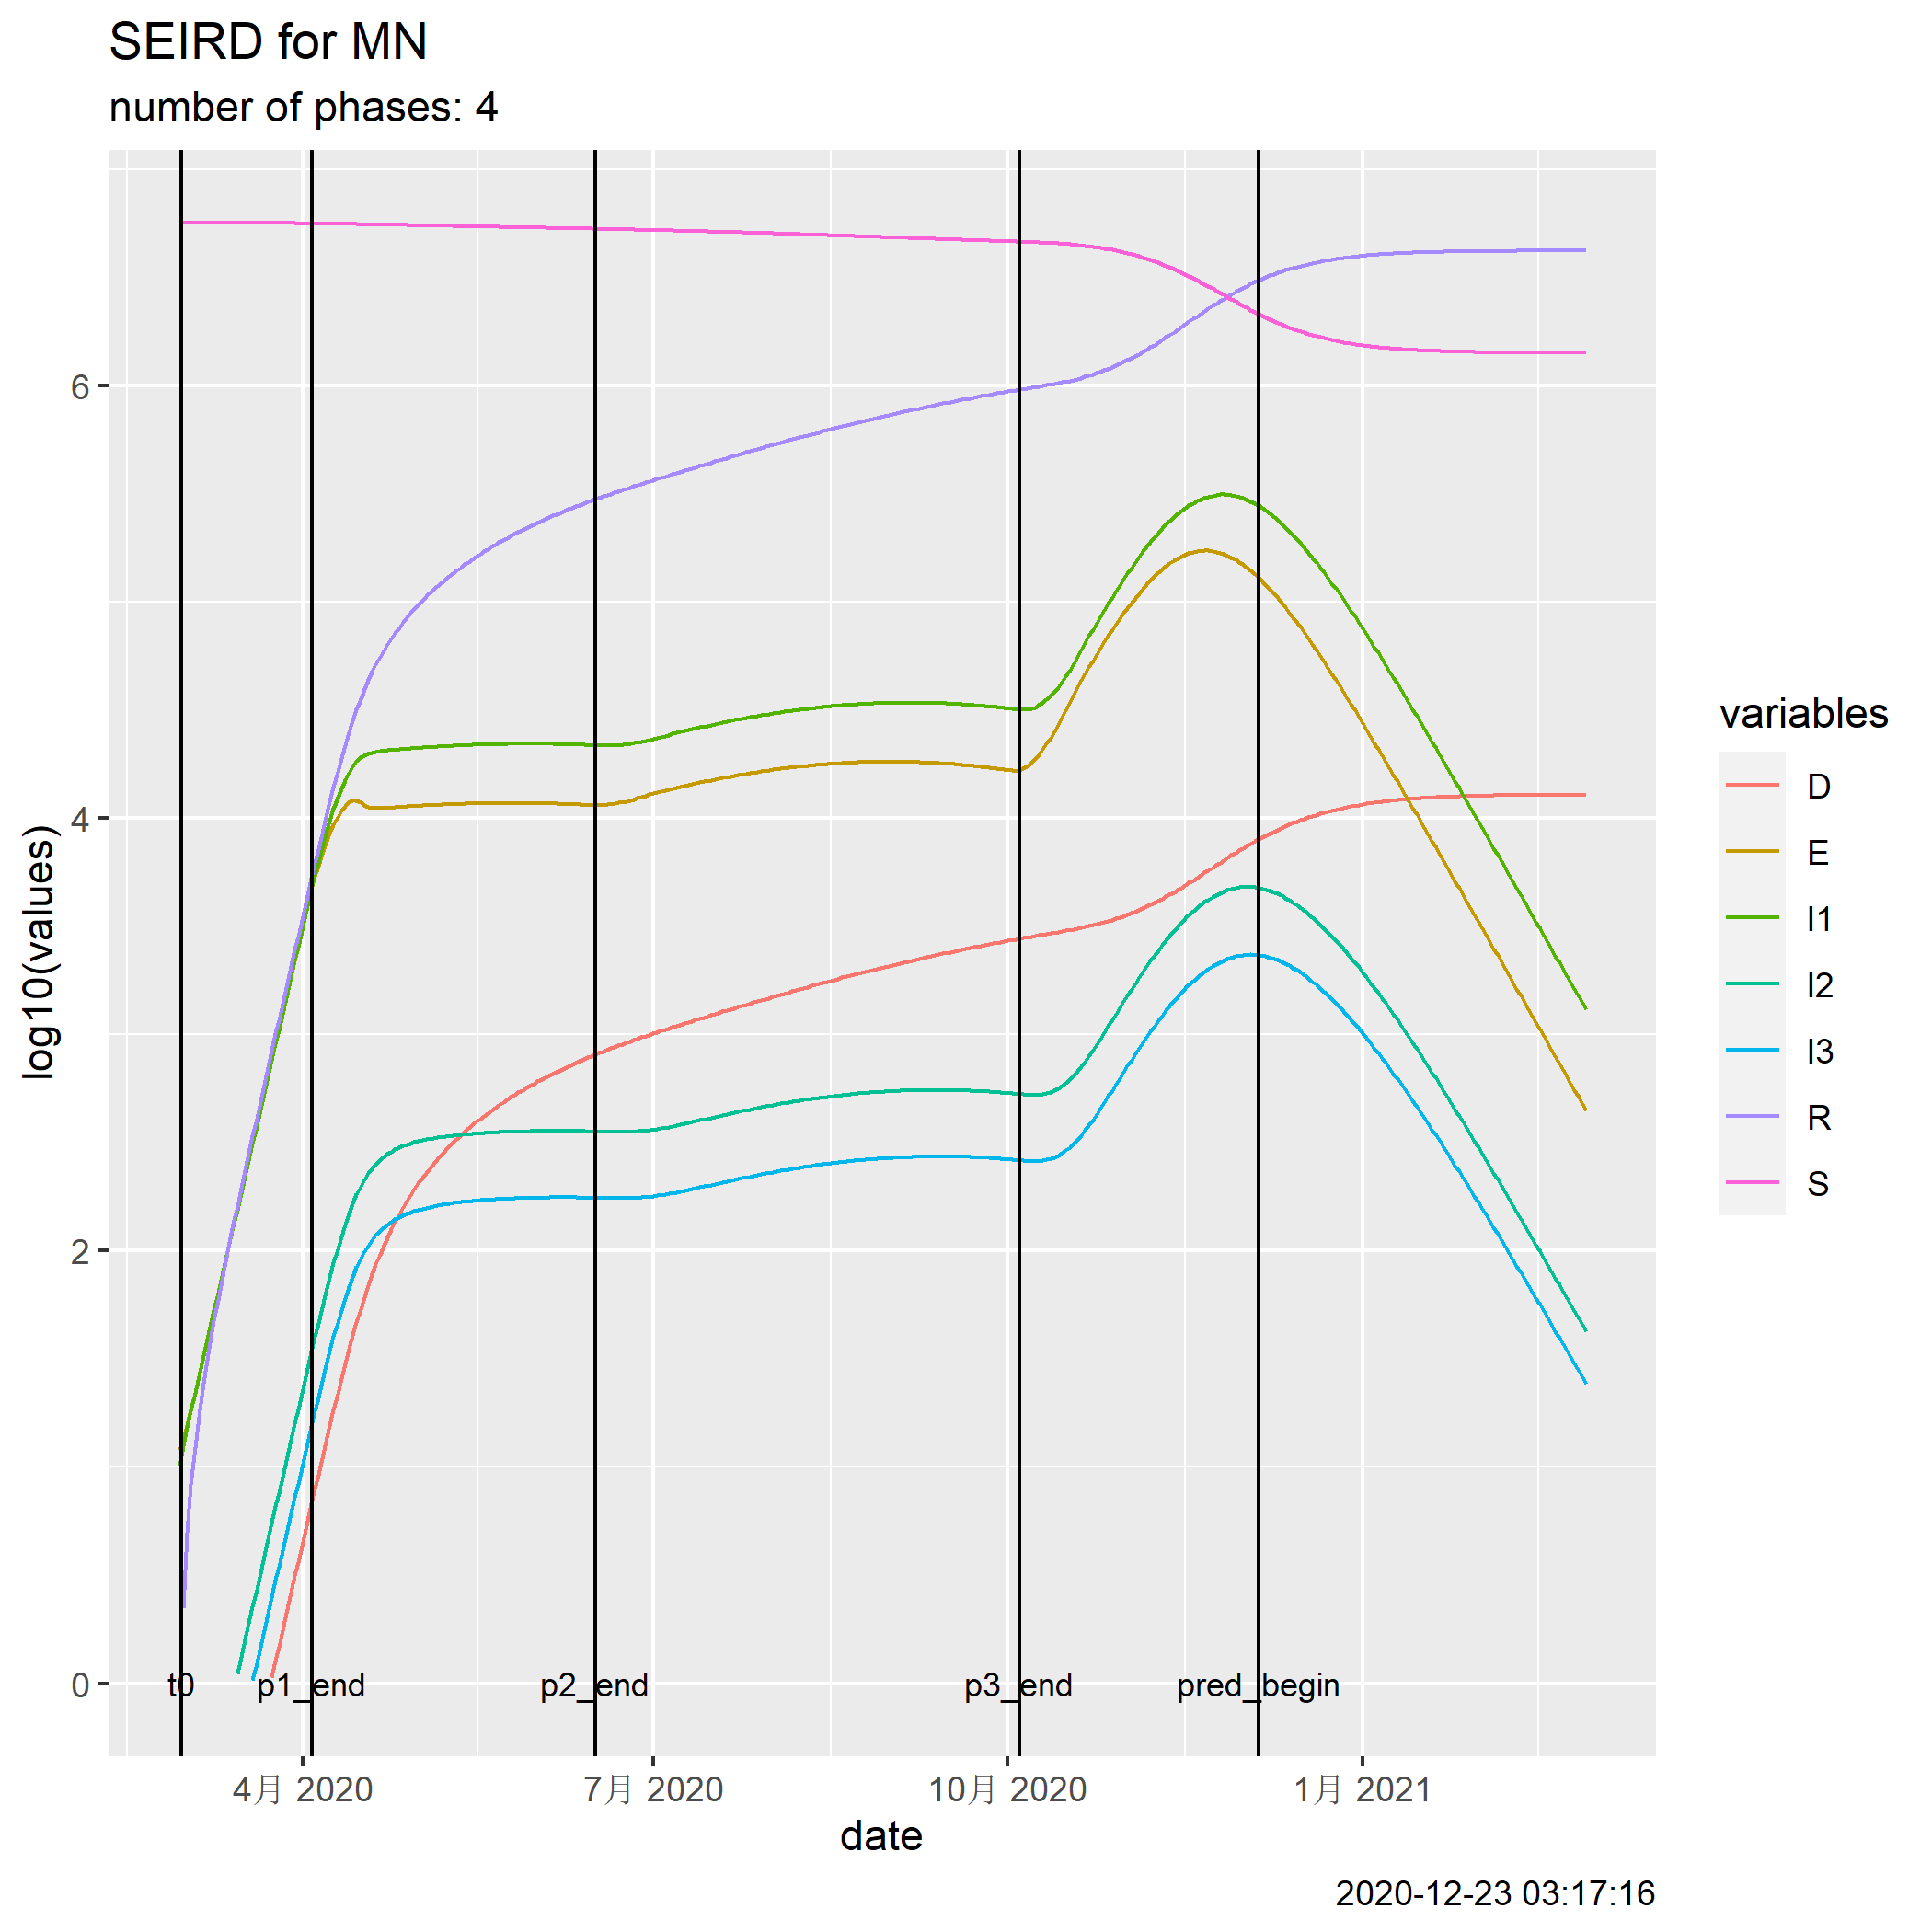 SEIRD for MN
number of phases: 4
log10(values)
6
4
2
0
t0
p1_end
p2_end
p3_end
pred_begin
4月 2020
7月 2020
10月 2020
1月 2021
date
variables
D
E
I1
I2
I3
R
S
2020-12-23 03:17:16